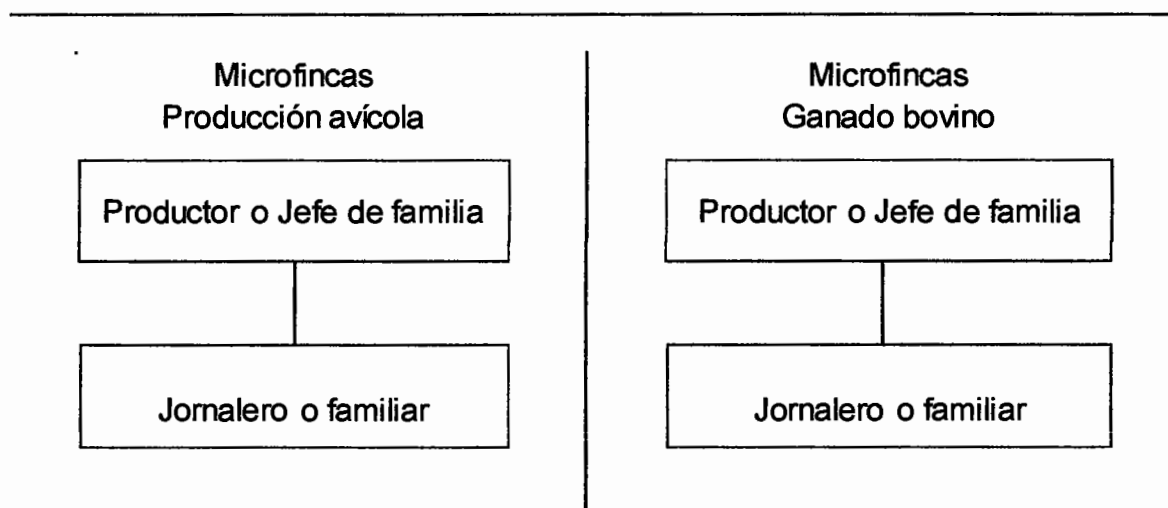 Microfincas
Producción avícola
Productor o Jefe de familia
Jornalero o familiar
Microfincas
Ganado bovino
Productor o Jefe de familia
Jornalero o familiar